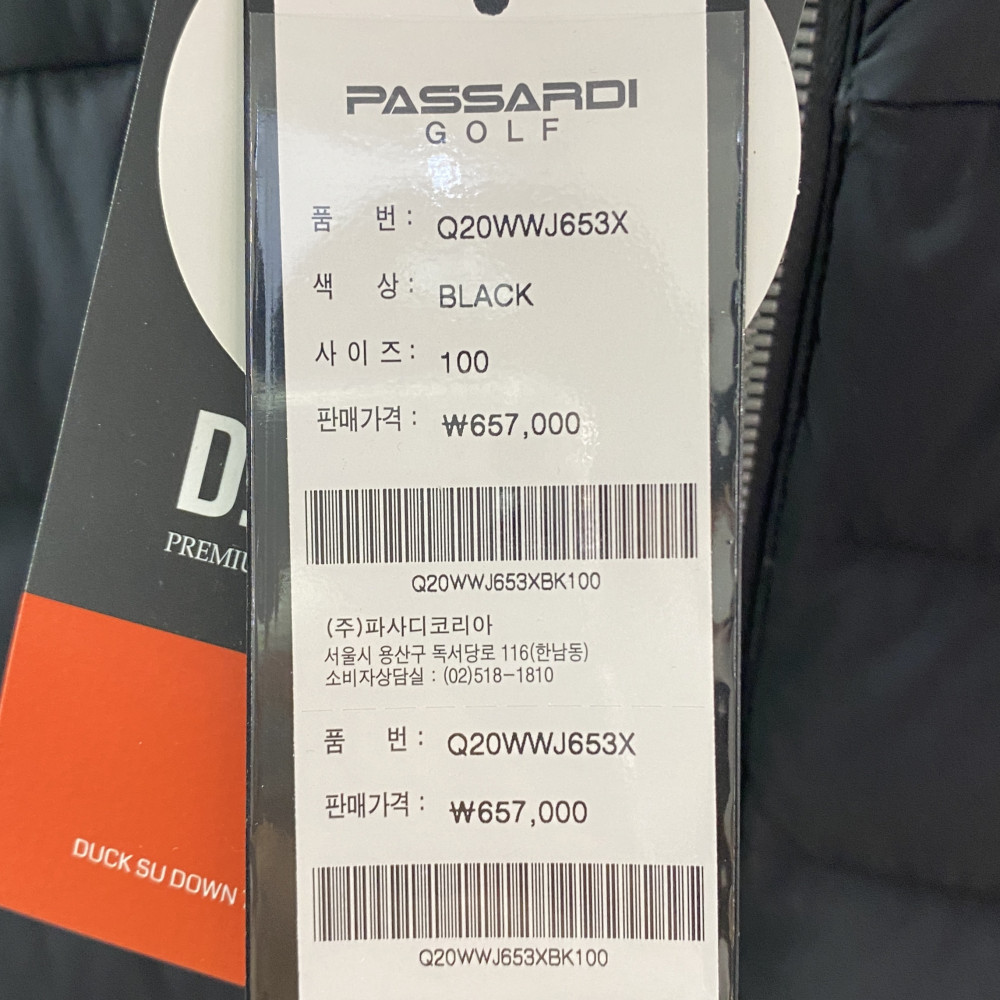 PASSARDI
GOLF
품 번 : Q20WWJ653X
색 상 : BLACK
사 이 즈 : 100
판매가격 : ₩657,000
Q20WWJ653XBK100
(주)파사디코리아
서울시 용산구 독서당로 116(한남동)
소비자상담실 : (02)518-1810
품 번 : Q20WWJ653X
판매가격 : ₩657,000
Q20WWJ653XBK100
DUCK SU DOWN